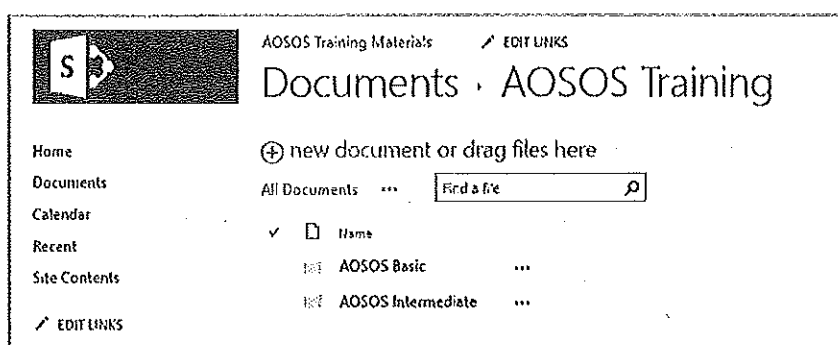 AOSOS Training Materials EDIT LINKS
S
Documents › AOSOS Training
Home
Documents
Calendar
Recent
Site Contents
EDIT LINKS
new document or drag files here
All Documents ••• Find a file
Name
AOSOS Basic •••
AOSOS Intermediate •••